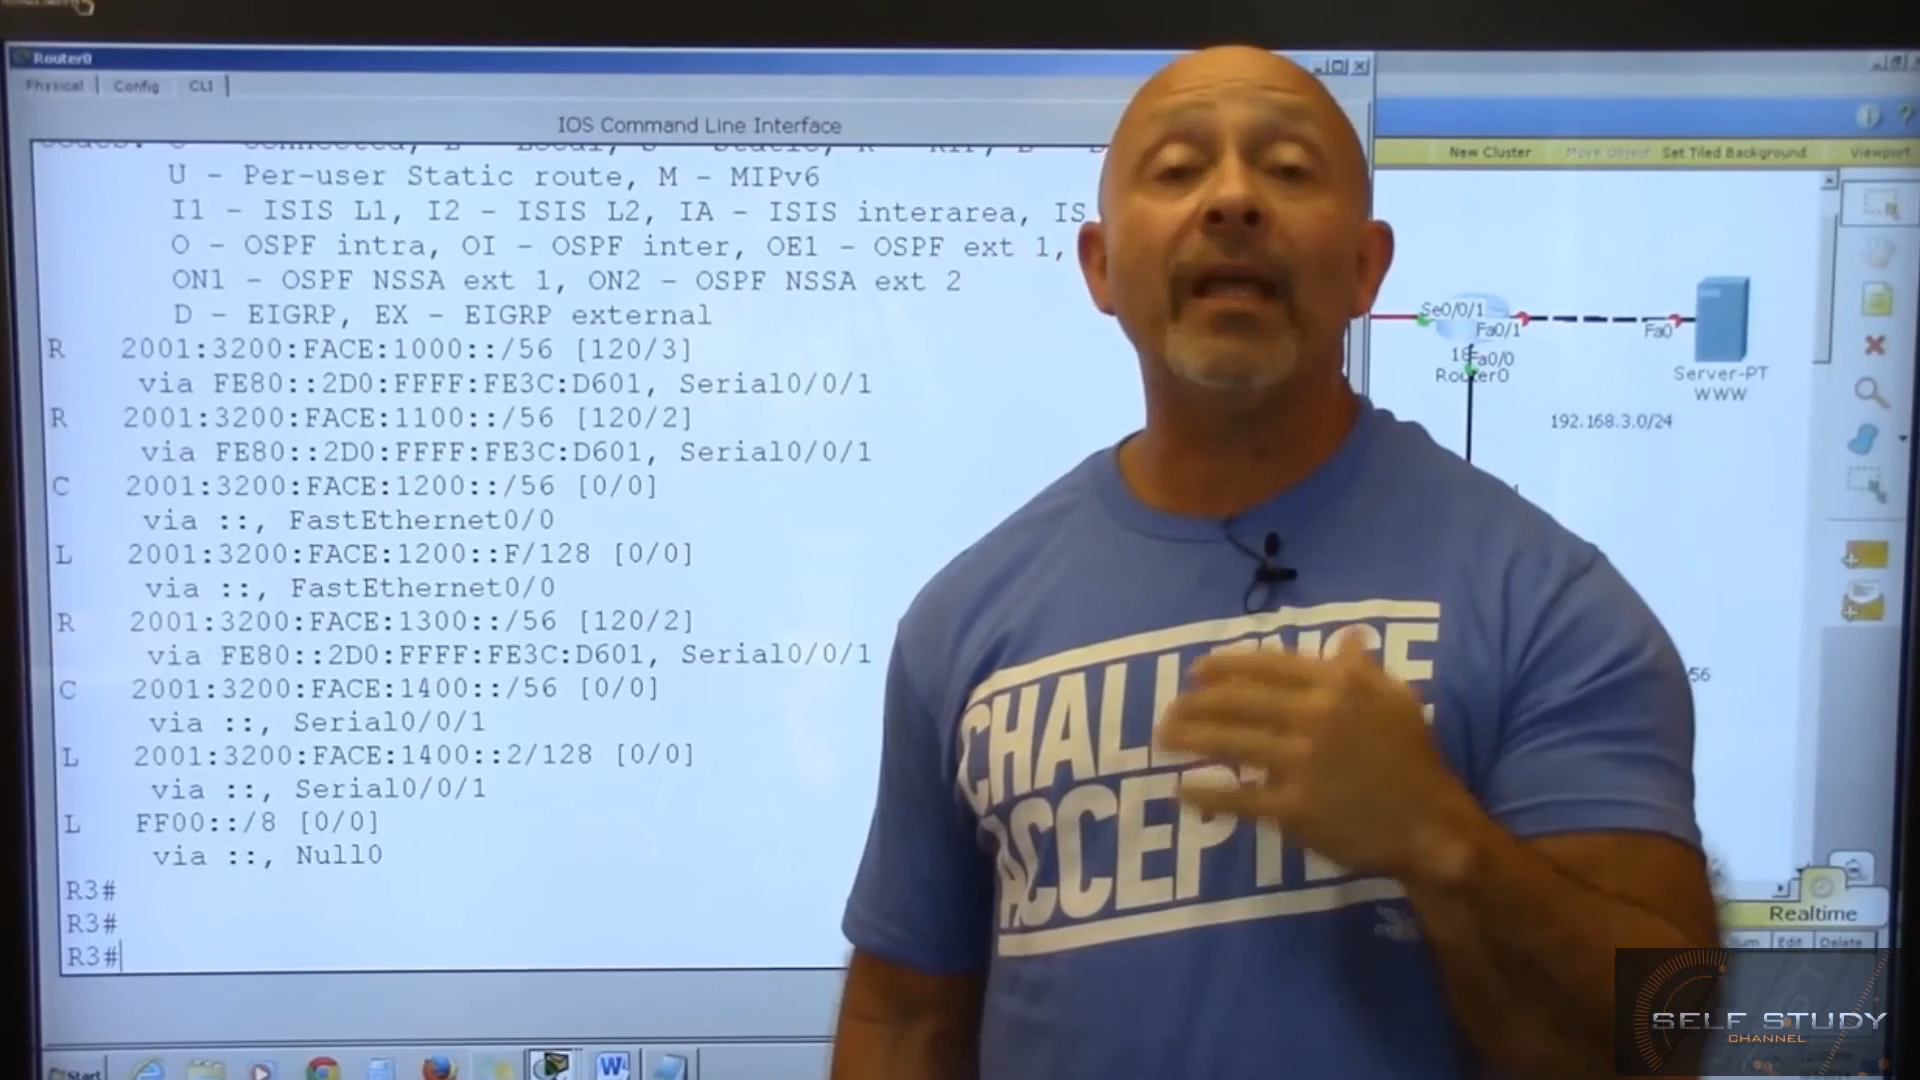 Router0
Physical Config CLI
IOS Command Line Interface
U - Per-user Static route, M - MIPv6
I1 - ISIS L1, I2 - ISIS L2, IA - ISIS interarea, IS
O - OSPF intra, OI - OSPF inter, OE1 - OSPF ext 1,
ON1 - OSPF NSSA ext 1, ON2 - OSPF NSSA ext 2
D - EIGRP, EX - EIGRP external
R 2001:3200:FACE:1000::/56 [120/3]
via FE80::2D0:FFFF:FE3C:D601, Serial0/0/1
R 2001:3200:FACE:1100::/56 [120/2]
via FE80::2D0:FFFF:FE3C:D601, Serial0/0/1
C 2001:3200:FACE:1200::/56 [0/0]
via ::, FastEthernet0/0
L 2001:3200:FACE:1200::F/128 [0/0]
via ::, FastEthernet0/0
R 2001:3200:FACE:1300::/56 [120/2]
via FE80::2D0:FFFF:FE3C:D601, Serial0/0/1
C 2001:3200:FACE:1400::/56 [0/0]
via ::, Serial0/0/1
L 2001:3200:FACE:1400::2/128 [0/0]
via ::, Serial0/0/1
L FF00::/8 [0/0]
via ::, Null0
R3#
R3#
R3#
Start
New Cluster Move Object Set Tiled Background Viewport
Se0/0/1
Fa0/1
Fa0
Fa0/0
Router0
Server-PT
WWW
192.168.3.0/24
56
Realtime
Edit Delete
CHALLENGE
ACCEPTED
SELF STUDY
CHANNEL